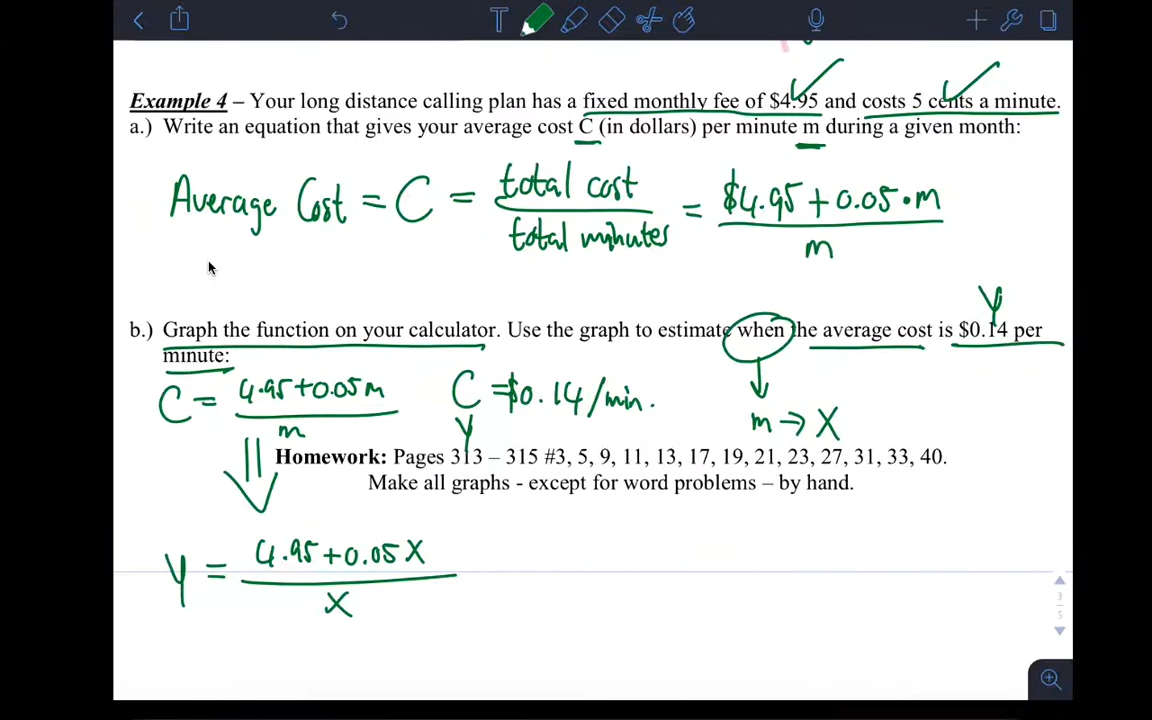 T
Example 4 – Your long distance calling plan has a fixed monthly fee of $4.95 and costs 5 cents a minute.
a.) Write an equation that gives your average cost C (in dollars) per minute m during a given month:
Average Cost = C = total cost / total minutes = $4.95 + 0.05 • m / m
y
b.) Graph the function on your calculator. Use the graph to estimate when the average cost is $0.14 per
minute:
C = 4.95 + 0.05m / m
C = $0.14/min.
m → X
y
Homework: Pages 313 – 315 #3, 5, 9, 11, 13, 17, 19, 21, 23, 27, 31, 33, 40.
Make all graphs - except for word problems – by hand.
y = 4.95 + 0.05X / X
3
5